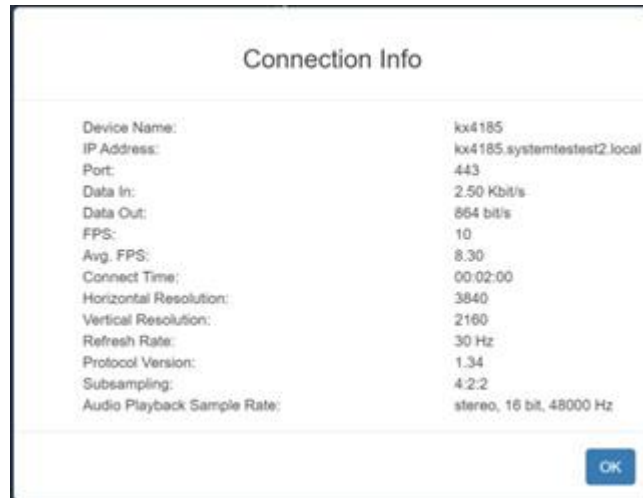 Connection Info
Device Name: kx4185
IP Address: kx4185.systemtestest2.local
Port: 443
Data In: 2.50 Kbit/s
Data Out: 864 bit/s
FPS: 10
Avg. FPS: 8.30
Connect Time: 00:02:00
Horizontal Resolution: 3840
Vertical Resolution: 2160
Refresh Rate: 30 Hz
Protocol Version: 1.34
Subsampling: 4:2:2
Audio Playback Sample Rate: stereo, 16 bit, 48000 Hz
OK